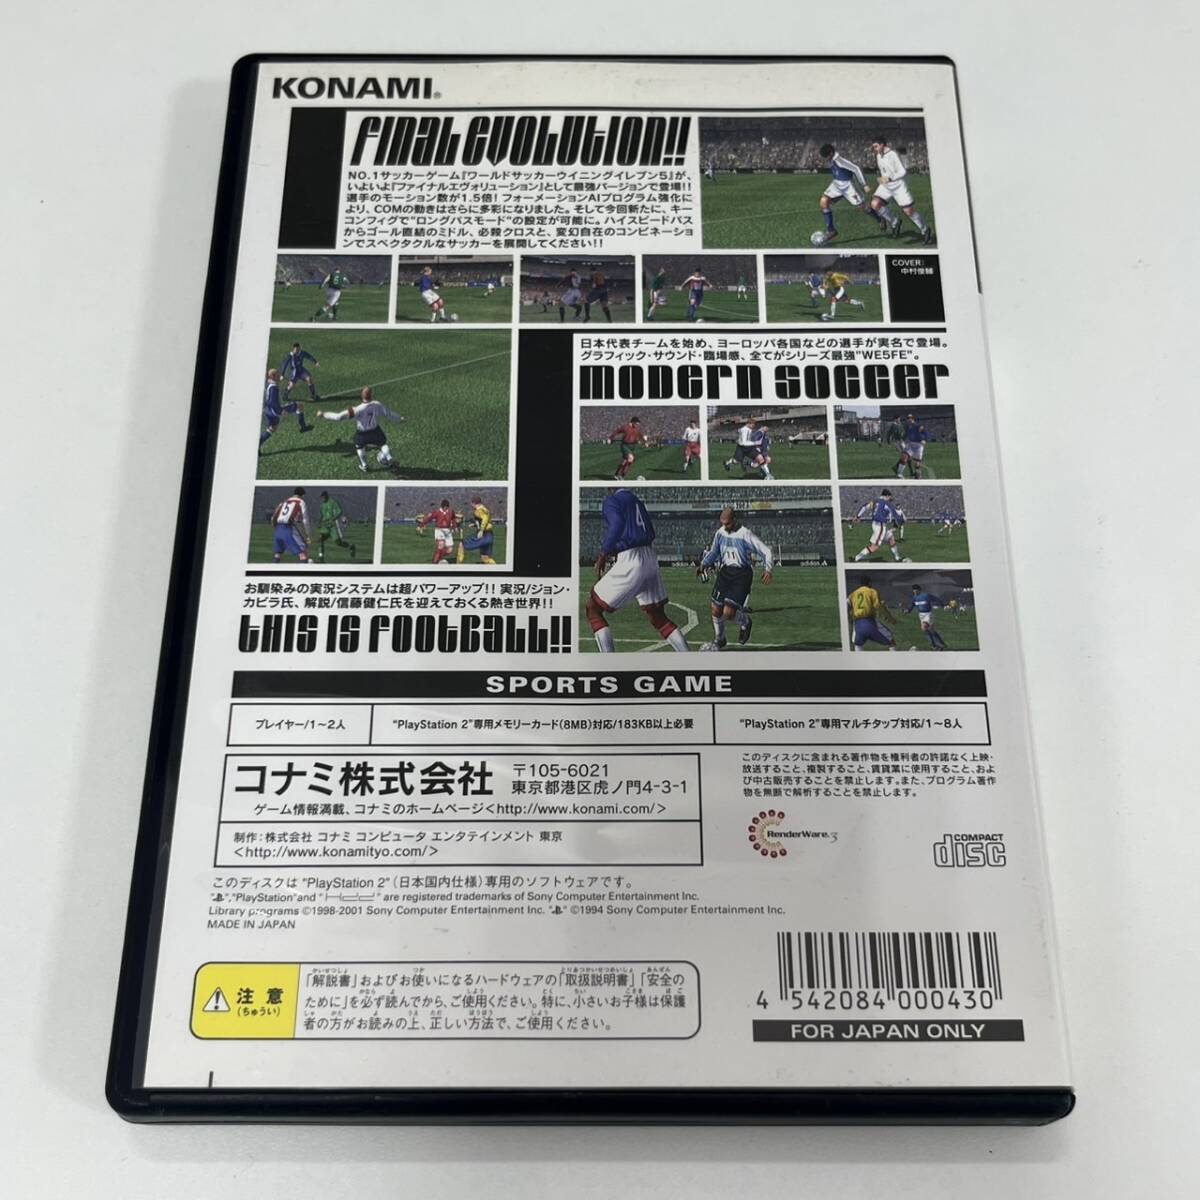 KONAMI®
FINAL EVOLUTION!!
NO.1サッカーゲーム『ワールドサッカーウイニングイレブン5』が、
いよいよ『ファイナルエヴォリューション』として最強バージョンで登場!!
選手のモーション数が1.5倍! フォーメーションAIプログラム強化に
より、COMの動きはさらに多彩になりました。そして今回新たに、キー
コンフィグで"ロングパスモード"の設定が可能に。ハイスピードパス
からゴール直結のミドル、必殺クロスと、変幻自在のコンビネーショ
ンでスペクタクルなサッカーを展開してください!!
COVER:
中村俊輔
日本代表チームを始め、ヨーロッパ各国などの選手が実名で登場。
グラフィック・サウンド・臨場感、全てがシリーズ最強"WE5FE"。
MODERN SOCCER
お馴染みの実況システムは超パワーアップ!! 実況/ジョン・
カビラ氏、解説/信藤健仁氏を迎えておくる熱き世界!!
THIS IS FOOTBALL!!
SPORTS GAME
プレイヤー/1~2人
"PlayStation 2"専用メモリーカード(8MB)対応/183KB以上必要
"PlayStation 2"専用マルチタップ対応/1~8人
コナミ株式会社
〒105-6021
東京都港区虎ノ門4-3-1
ゲーム情報満載、コナミのホームページ<http://www.konami.com/>
制作:株式会社 コナミ コンピュータ エンタテインメント 東京
<http://www.konamityo.com/>
このディスクに含まれる著作物を権利者の許諾なく上映・
放送すること、複製すること、賃貸業に使用すること、およ
び中古販売することを禁止します。また、プログラム著作
物を無断で解析することを禁止します。
RenderWare.3
COMPACT
disc
このディスクは "PlayStation 2"(日本国内仕様)専用のソフトウェアです。
"","PlayStation"and "" are registered trademarks of Sony Computer Entertainment Inc.
Library programs ©1998-2001 Sony Computer Entertainment Inc. "" ©1994 Sony Computer Entertainment Inc.
MADE IN JAPAN
注意
(ちゅうい)
「解説書」およびお使いになるハードウェアの「取扱説明書」「安全の
ために」を必ず読んでから、ご使用ください。特に、小さいお子様は保護
者の方がお読みの上、正しい方法で、ご使用ください。
4 542084 000430
FOR JAPAN ONLY